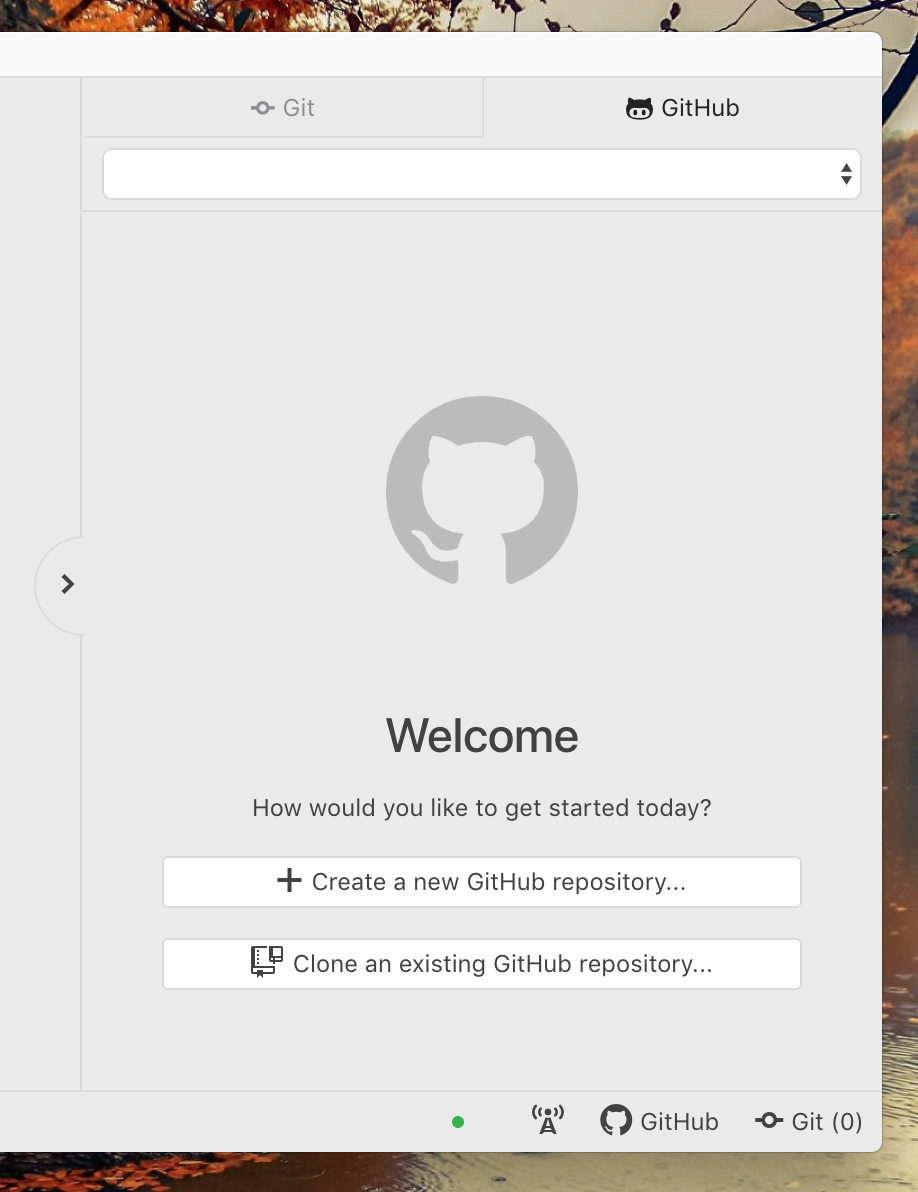 Git
GitHub
Welcome
How would you like to get started today?
Create a new GitHub repository...
Clone an existing GitHub repository...
GitHub
Git (0)